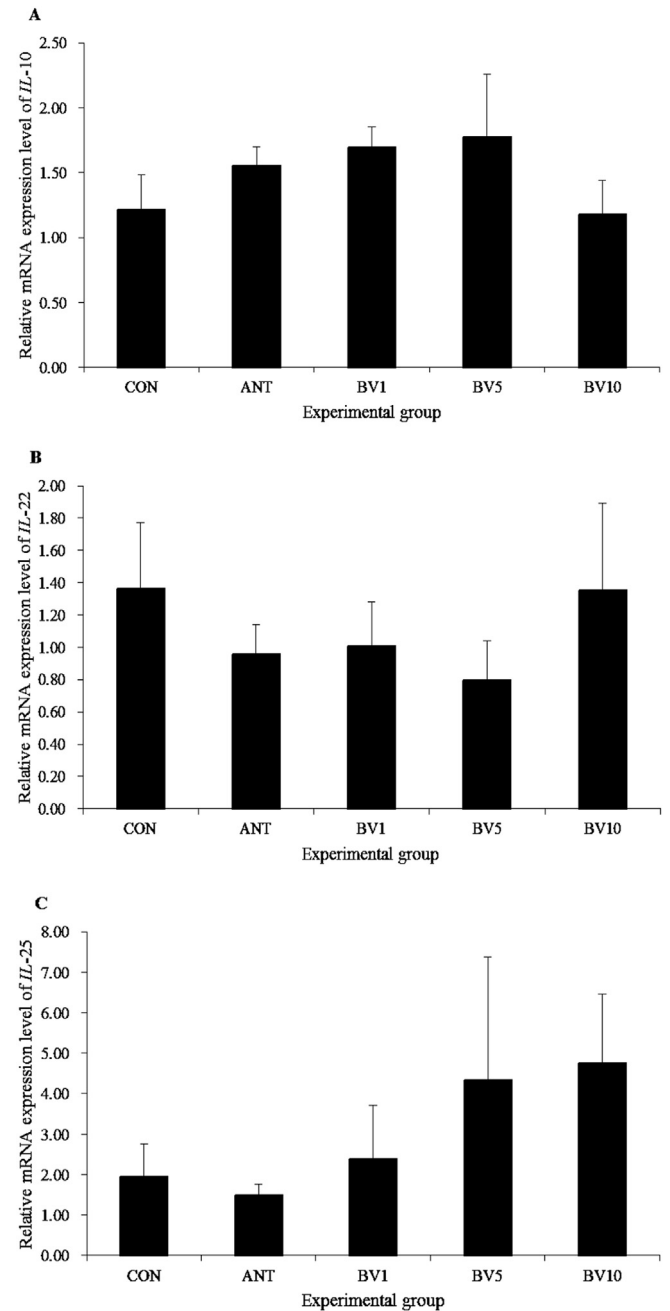 A
Relative mRNA expression level of IL-10
2.50
2.00
1.50
1.00
0.50
0.00
CON ANT BV1 BV5 BV10
Experimental group
B
Relative mRNA expression level of IL-22
2.00
1.80
1.60
1.40
1.20
1.00
0.80
0.60
0.40
0.20
0.00
CON ANT BV1 BV5 BV10
Experimental group
C
Relative mRNA expression level of IL-25
8.00
7.00
6.00
5.00
4.00
3.00
2.00
1.00
0.00
CON ANT BV1 BV5 BV10
Experimental group